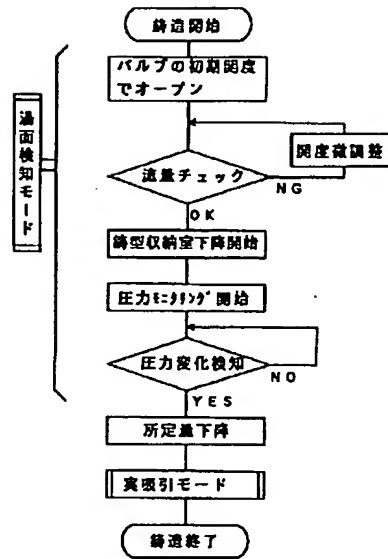 鋳造開始
バルブの初期開度
でオープン
湯面検知モード
流量チェック
NG
開度微調整
OK
鋳型収納室下降開始
圧力モニタリング開始
圧力変化検知
NO
YES
所定量下降
実吸引モード
鋳造終了